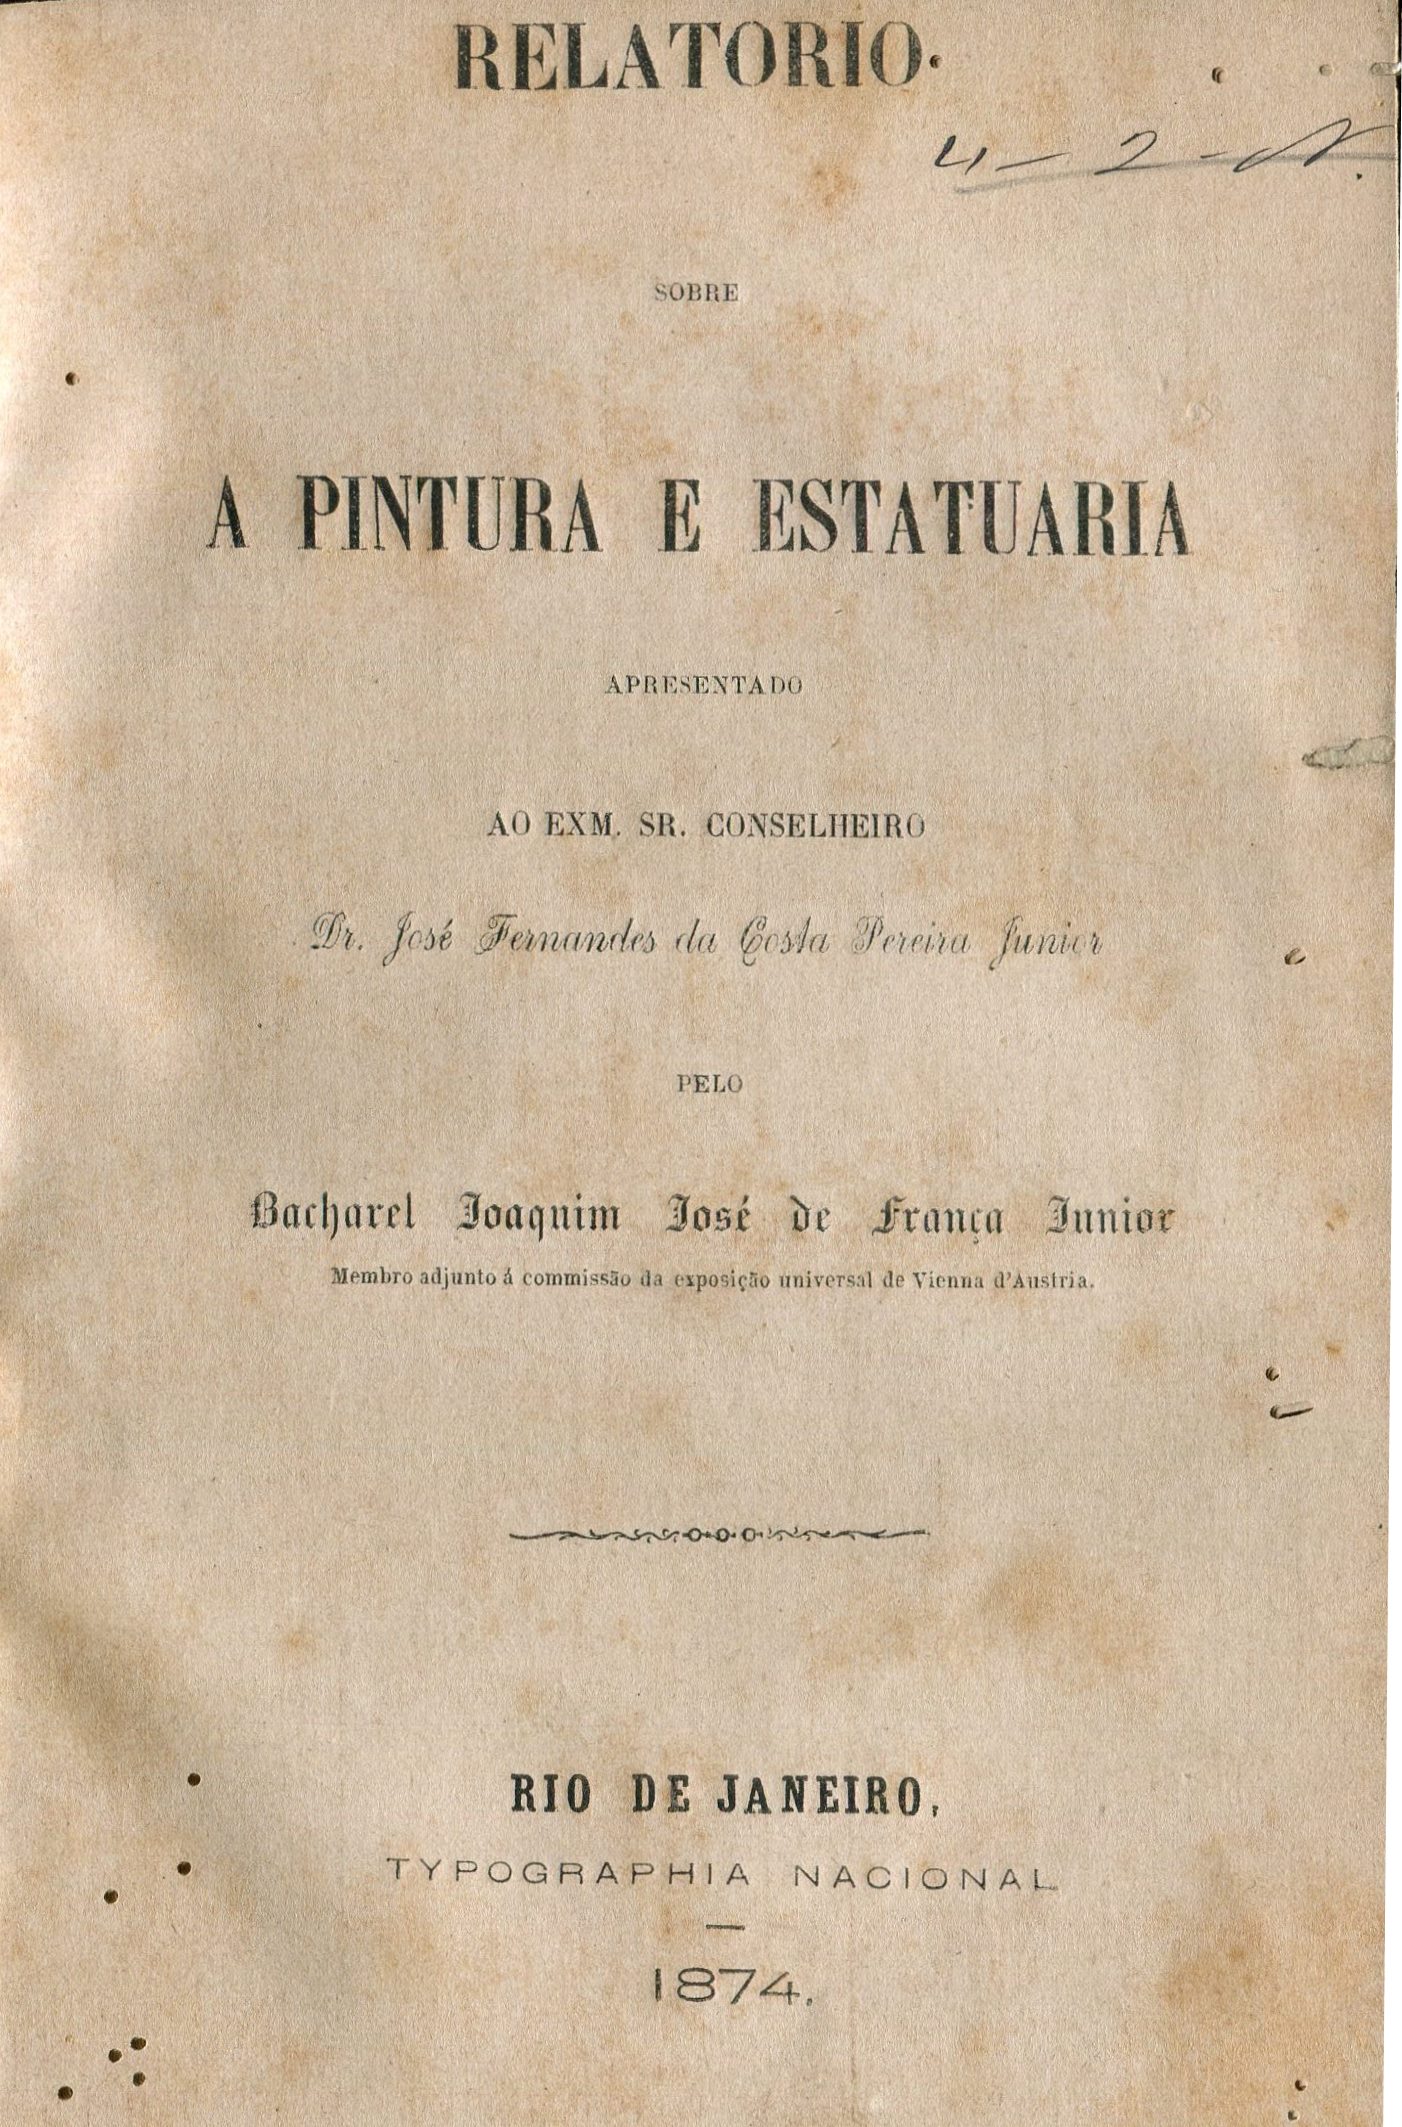 RELATORIO
4-2-N.
SOBRE
A PINTURA E ESTATUARIA
APRESENTADO
AO EXM. SR. CONSELHEIRO
Dr. José Fernandes da Costa Pereira Junior
PELO
Bacharel Joaquim José de França Junior
Membro adjunto á commissão da exposição universal de Vienna d'Austria.
RIO DE JANEIRO,
TYPOGRAPHIA NACIONAL
—
1874.